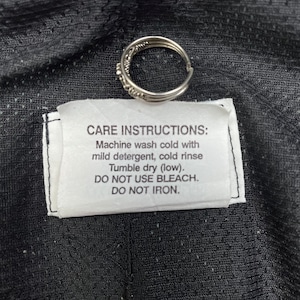 CARE INSTRUCTIONS:
Machine wash cold with
mild detergent, cold rinse
Tumble dry (low).
DO NOT USE BLEACH.
DO NOT IRON.